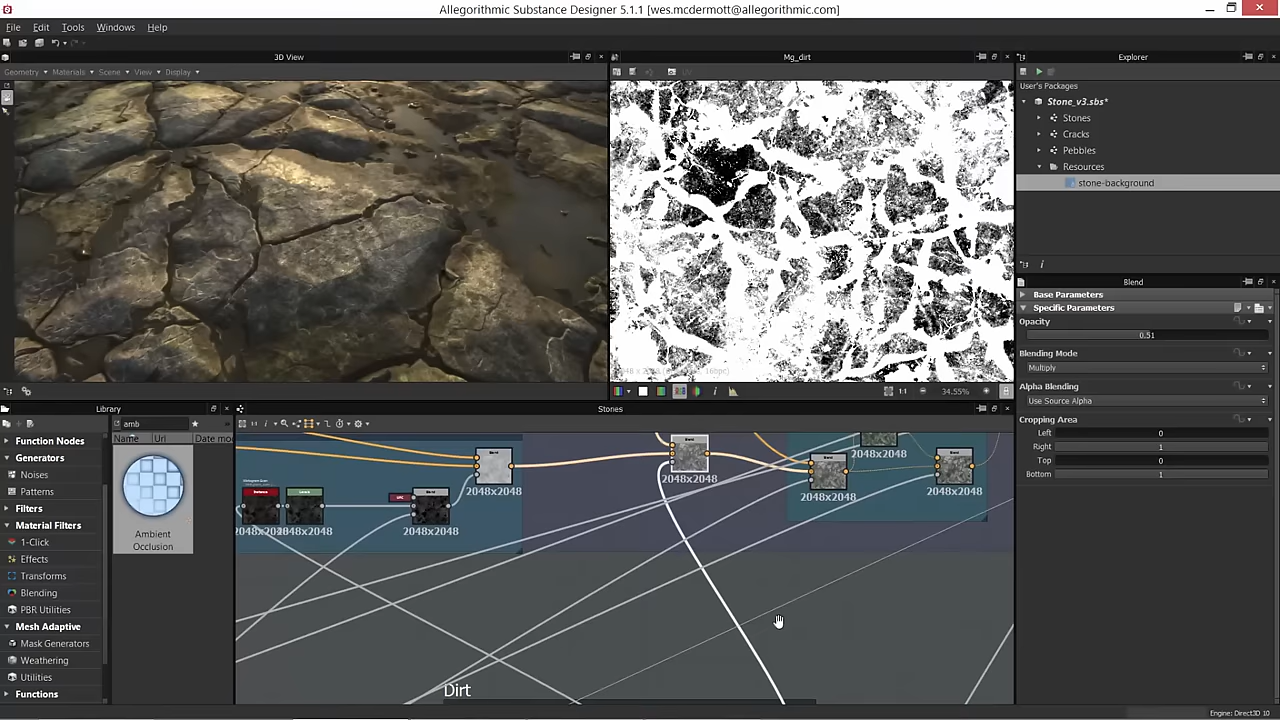 Allegorithmic Substance Designer 5.1.1 [wes.mcdermott@allegorithmic.com]
File Edit Tools Windows Help
3D View
Mg_dirt
Explorer
Geometry Materials Scene View Display
User's Packages
Stone_v3.sbs*
Stones
Cracks
Pebbles
Resources
stone-background
Blend
Base Parameters
Specific Parameters
Opacity
0.51
Blending Mode
Multiply
Alpha Blending
Use Source Alpha
Cropping Area
Left 0
Right 1
Top 0
Bottom 1
1:1
34.55%
Library
Stones
amb
Name Url Date mo
Function Nodes
Generators
Noises
Patterns
Filters
Material Filters
1-Click
Effects
Transforms
Blending
PBR Utilities
Mesh Adaptive
Mask Generators
Weathering
Utilities
Functions
Ambient
Occlusion
2048x2048
2048x2048
2048x2048
2048x2048
2048x2048
2048x2048
2048x2048
Dirt
Engine: Direct3D 10